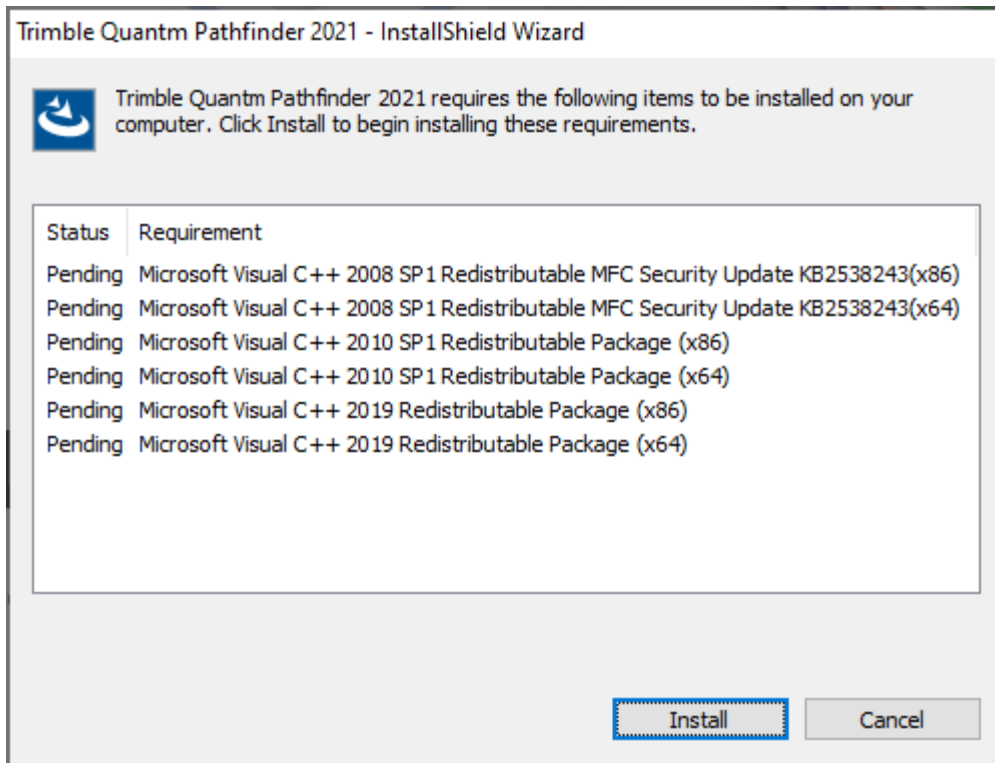 Trimble Quantm Pathfinder 2021 - InstallShield Wizard
Trimble Quantm Pathfinder 2021 requires the following items to be installed on your
computer. Click Install to begin installing these requirements.
Status Requirement
Pending Microsoft Visual C++ 2008 SP1 Redistributable MFC Security Update KB2538243(x86)
Pending Microsoft Visual C++ 2008 SP1 Redistributable MFC Security Update KB2538243(x64)
Pending Microsoft Visual C++ 2010 SP1 Redistributable Package (x86)
Pending Microsoft Visual C++ 2010 SP1 Redistributable Package (x64)
Pending Microsoft Visual C++ 2019 Redistributable Package (x86)
Pending Microsoft Visual C++ 2019 Redistributable Package (x64)
Install Cancel